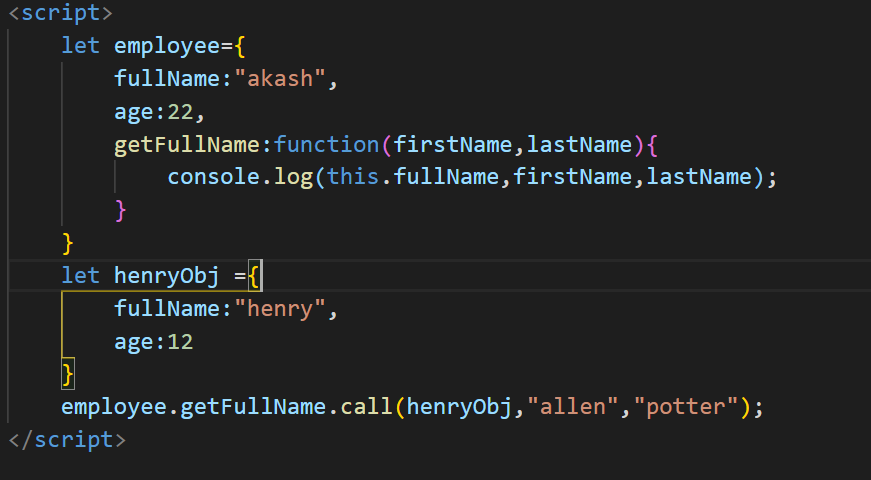 <script>
let employee={
fullName:"akash",
age:22,
getFullName:function(firstName,lastName){
console.log(this.fullName,firstName,lastName);
}
}
let henryObj ={
fullName:"henry",
age:12
}
employee.getFullName.call(henryObj,"allen","potter");
</script>